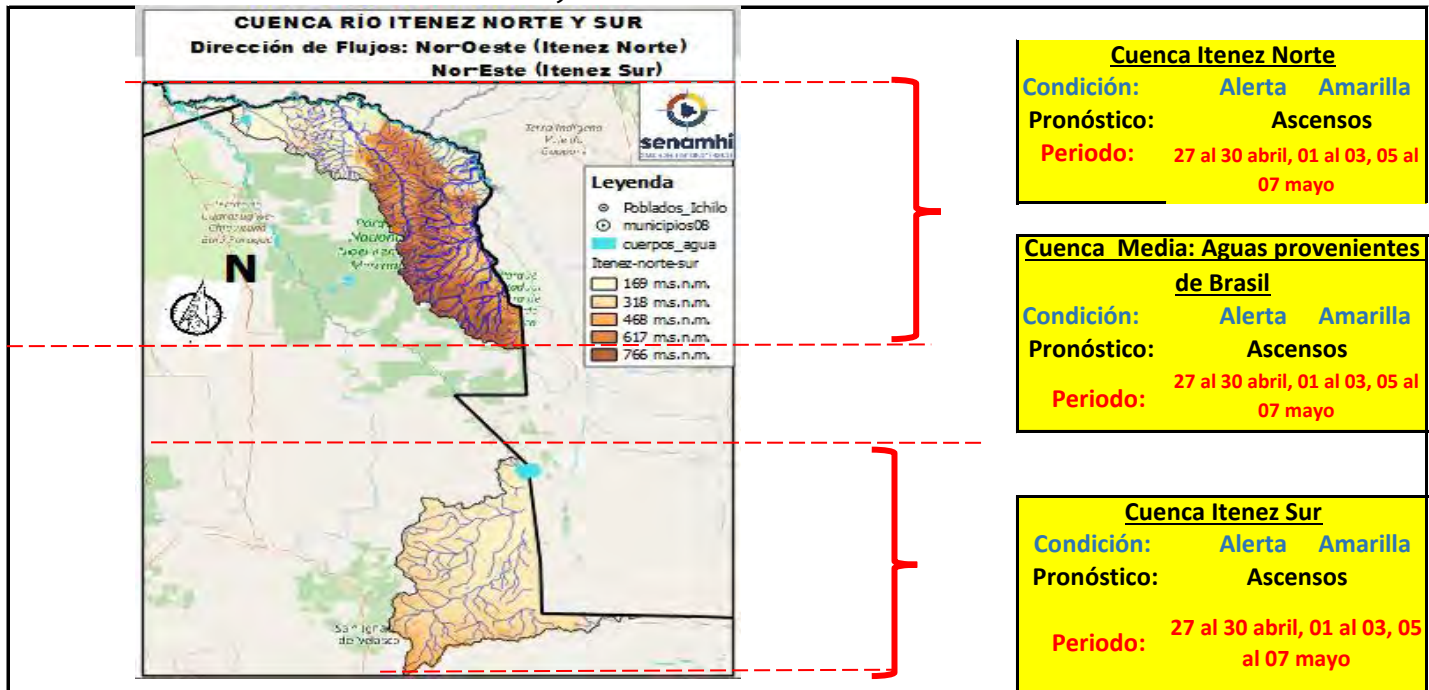 CUENCA RÍO ITENEZ NORTE Y SUR
Dirección de Flujos: Nor-Oeste (Itenez Norte)
Nor-Este (Itenez Sur)
senamhi
Leyenda
Poblados_Ichilo
municipios08
cuerpos_agua
Itenez-norte-sur
169 m.s.n.m.
318 m.s.n.m.
468 m.s.n.m.
617 m.s.n.m.
766 m.s.n.m.
N
San Igna
de Velasco
Cuenca Itenez Norte
Condición: Alerta Amarilla
Pronóstico: Ascensos
Periodo: 27 al 30 abril, 01 al 03, 05 al
07 mayo
Cuenca Media: Aguas provenientes
de Brasil
Condición: Alerta Amarilla
Pronóstico: Ascensos
Periodo: 27 al 30 abril, 01 al 03, 05 al
07 mayo
Cuenca Itenez Sur
Condición: Alerta Amarilla
Pronóstico: Ascensos
Periodo: 27 al 30 abril, 01 al 03, 05
al 07 mayo